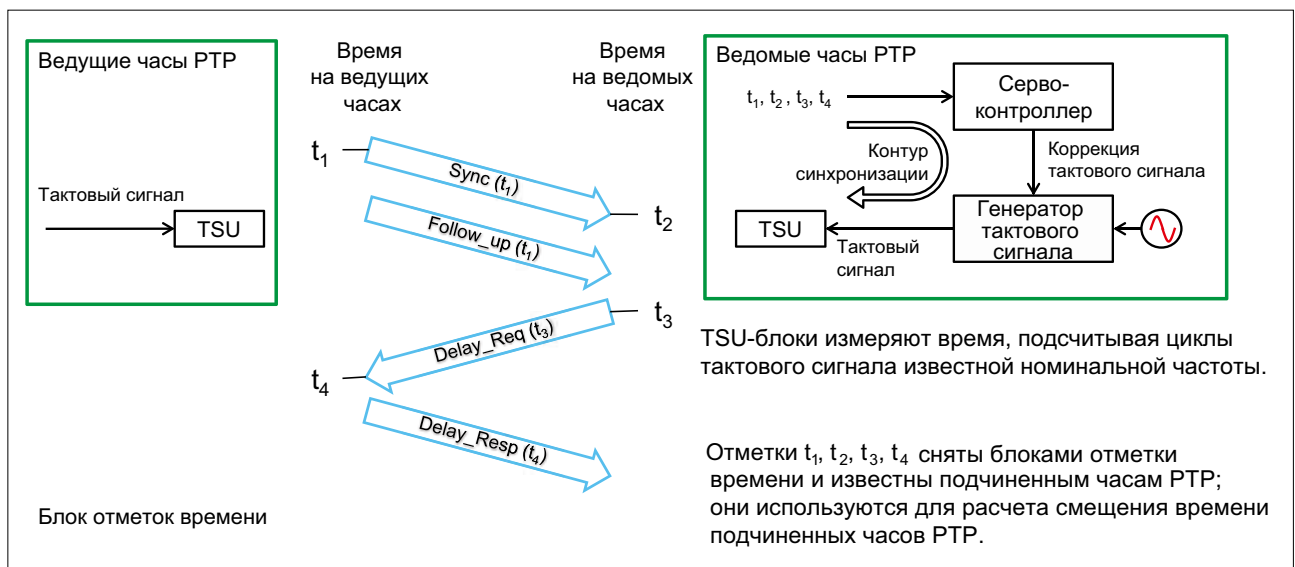 Ведущие часы PTP
Тактовый сигнал
TSU
Блок отметок времени
Время
на ведущих
часах
Время
на ведомых
часах
t₁
Sync (t₁)
t₂
Follow_up (t₁)
t₃
Delay_Req (t₃)
t₄
Delay_Resp (t₄)
Ведомые часы PTP
t₁, t₂ , t₃, t₄
Серво-
контроллер
Контур
синхронизации
Коррекция
тактового сигнала
TSU
Тактовый
сигнал
Генератор
тактового
сигнала
TSU-блоки измеряют время, подсчитывая циклы
тактового сигнала известной номинальной частоты.
Отметки t₁, t₂, t₃, t₄ сняты блоками отметки
времени и известны подчиненным часам PTP;
они используются для расчета смещения времени
подчиненных часов PTP.